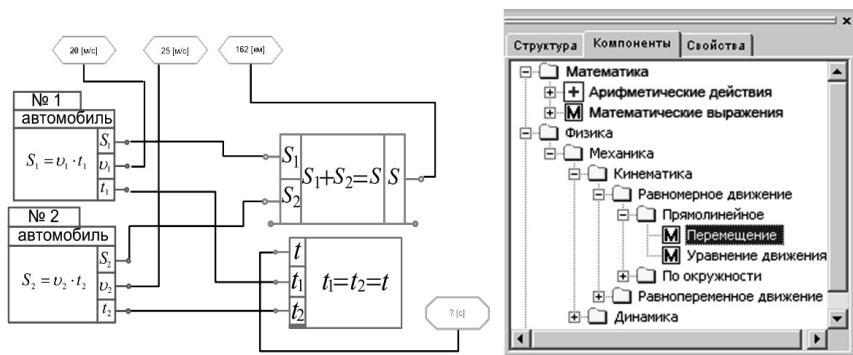 20 [м/с]
25 [м/с]
162 [км]
№ 1
автомобиль
S₁ = υ₁ · t₁
S₁
υ₁
t₁
№ 2
автомобиль
S₂ = υ₂ · t₂
S₂
υ₂
t₂
S₁
S₂
S₁+S₂=S
S
t
t₁
t₂
t₁=t₂=t
? [с]
Структура
Компоненты
Свойства
Математика
Арифметические действия
Математические выражения
Физика
Механика
Кинематика
Равномерное движение
Прямолинейное
Перемещение
Уравнение движения
По окружности
Равнопеременное движение
Динамика